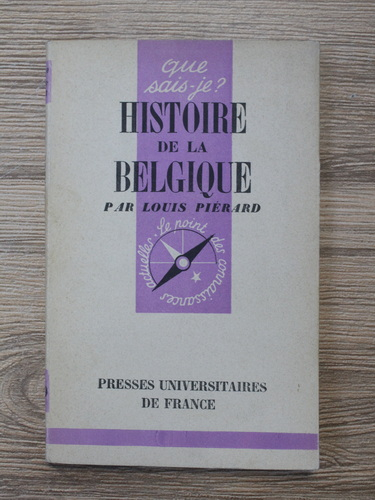 que
sais-je?
HISTOIRE
DE LA
BELGIQUE
PAR LOUIS PIÉRARD
Le point des connaissances actuelles
PRESSES UNIVERSITAIRES
DE FRANCE